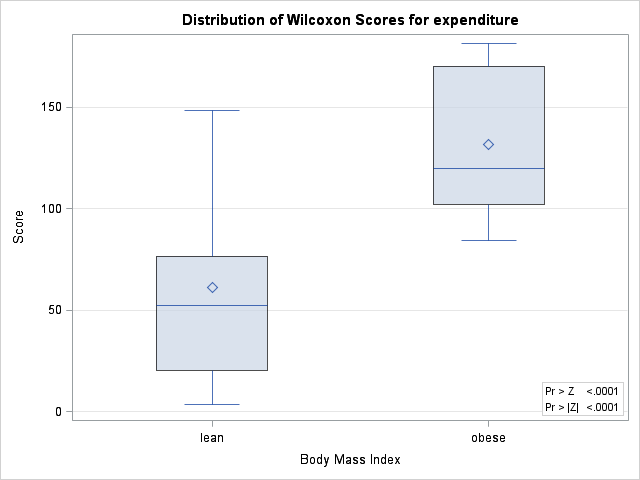 Distribution of Wilcoxon Scores for expenditure
150
100
50
0
Score
lean
obese
Body Mass Index
Pr > Z <.0001
Pr > |Z| <.0001